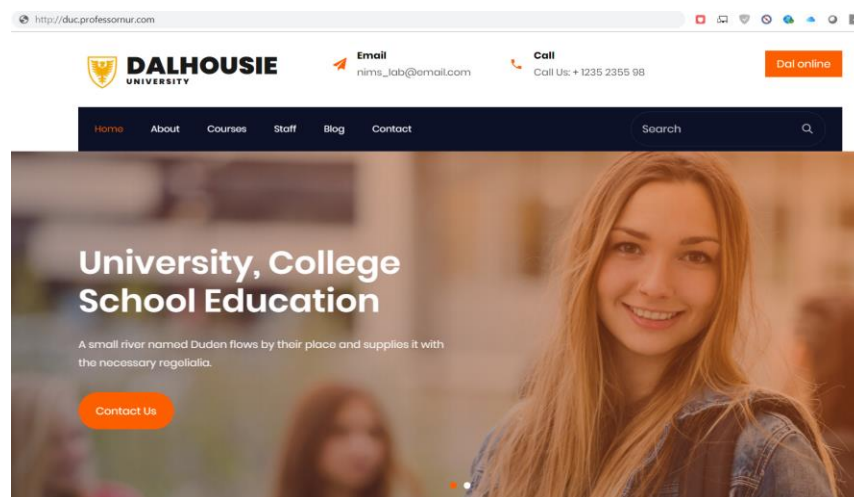 http://duc.professornur.com
DALHOUSIE
UNIVERSITY
Email
nims_lab@email.com
Call
Call Us: + 1235 2355 98
Dal online
Home About Courses Staff Blog Contact Search
University, College
School Education
A small river named Duden flows by their place and supplies it with
the necessary regelialia.
Contact Us